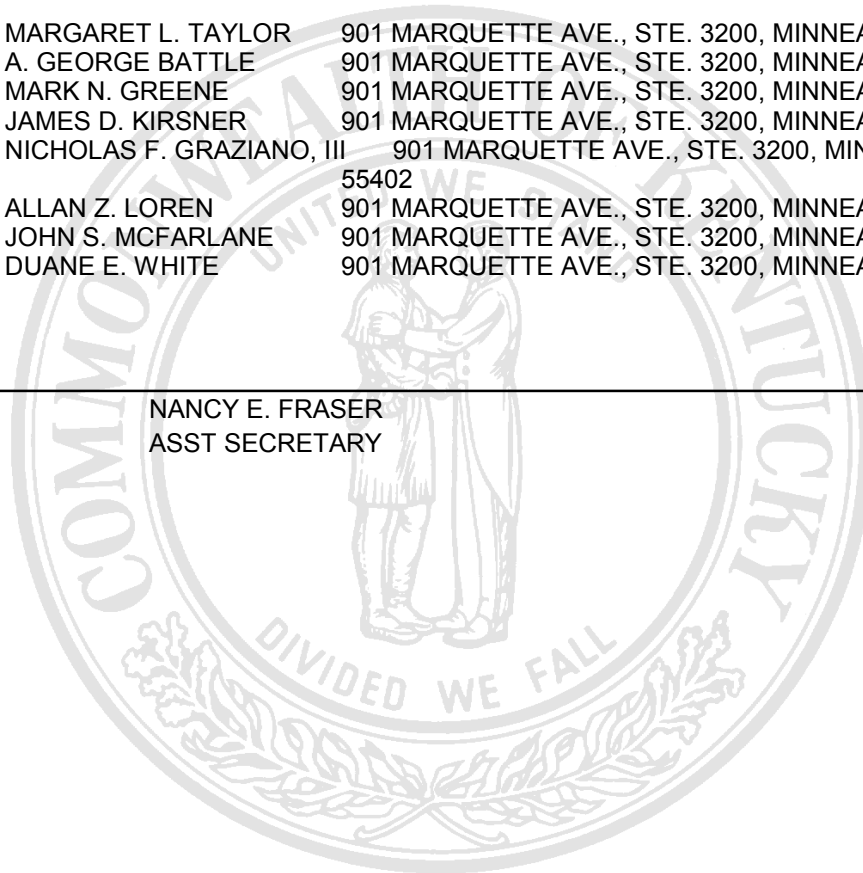 MARGARET L. TAYLOR 901 MARQUETTE AVE., STE. 3200, MINNEA
A. GEORGE BATTLE 901 MARQUETTE AVE., STE. 3200, MINNEA
MARK N. GREENE 901 MARQUETTE AVE., STE. 3200, MINNEA
JAMES D. KIRSNER 901 MARQUETTE AVE., STE. 3200, MINNEA
NICHOLAS F. GRAZIANO, III 901 MARQUETTE AVE., STE. 3200, MIN
55402
ALLAN Z. LOREN 901 MARQUETTE AVE., STE. 3200, MINNEA
JOHN S. MCFARLANE 901 MARQUETTE AVE., STE. 3200, MINNEA
DUANE E. WHITE 901 MARQUETTE AVE., STE. 3200, MINNEA
NANCY E. FRASER
ASST SECRETARY
COMMONWEALTH OF KENTUCKY
UNITED WE STAND
DIVIDED WE FALL